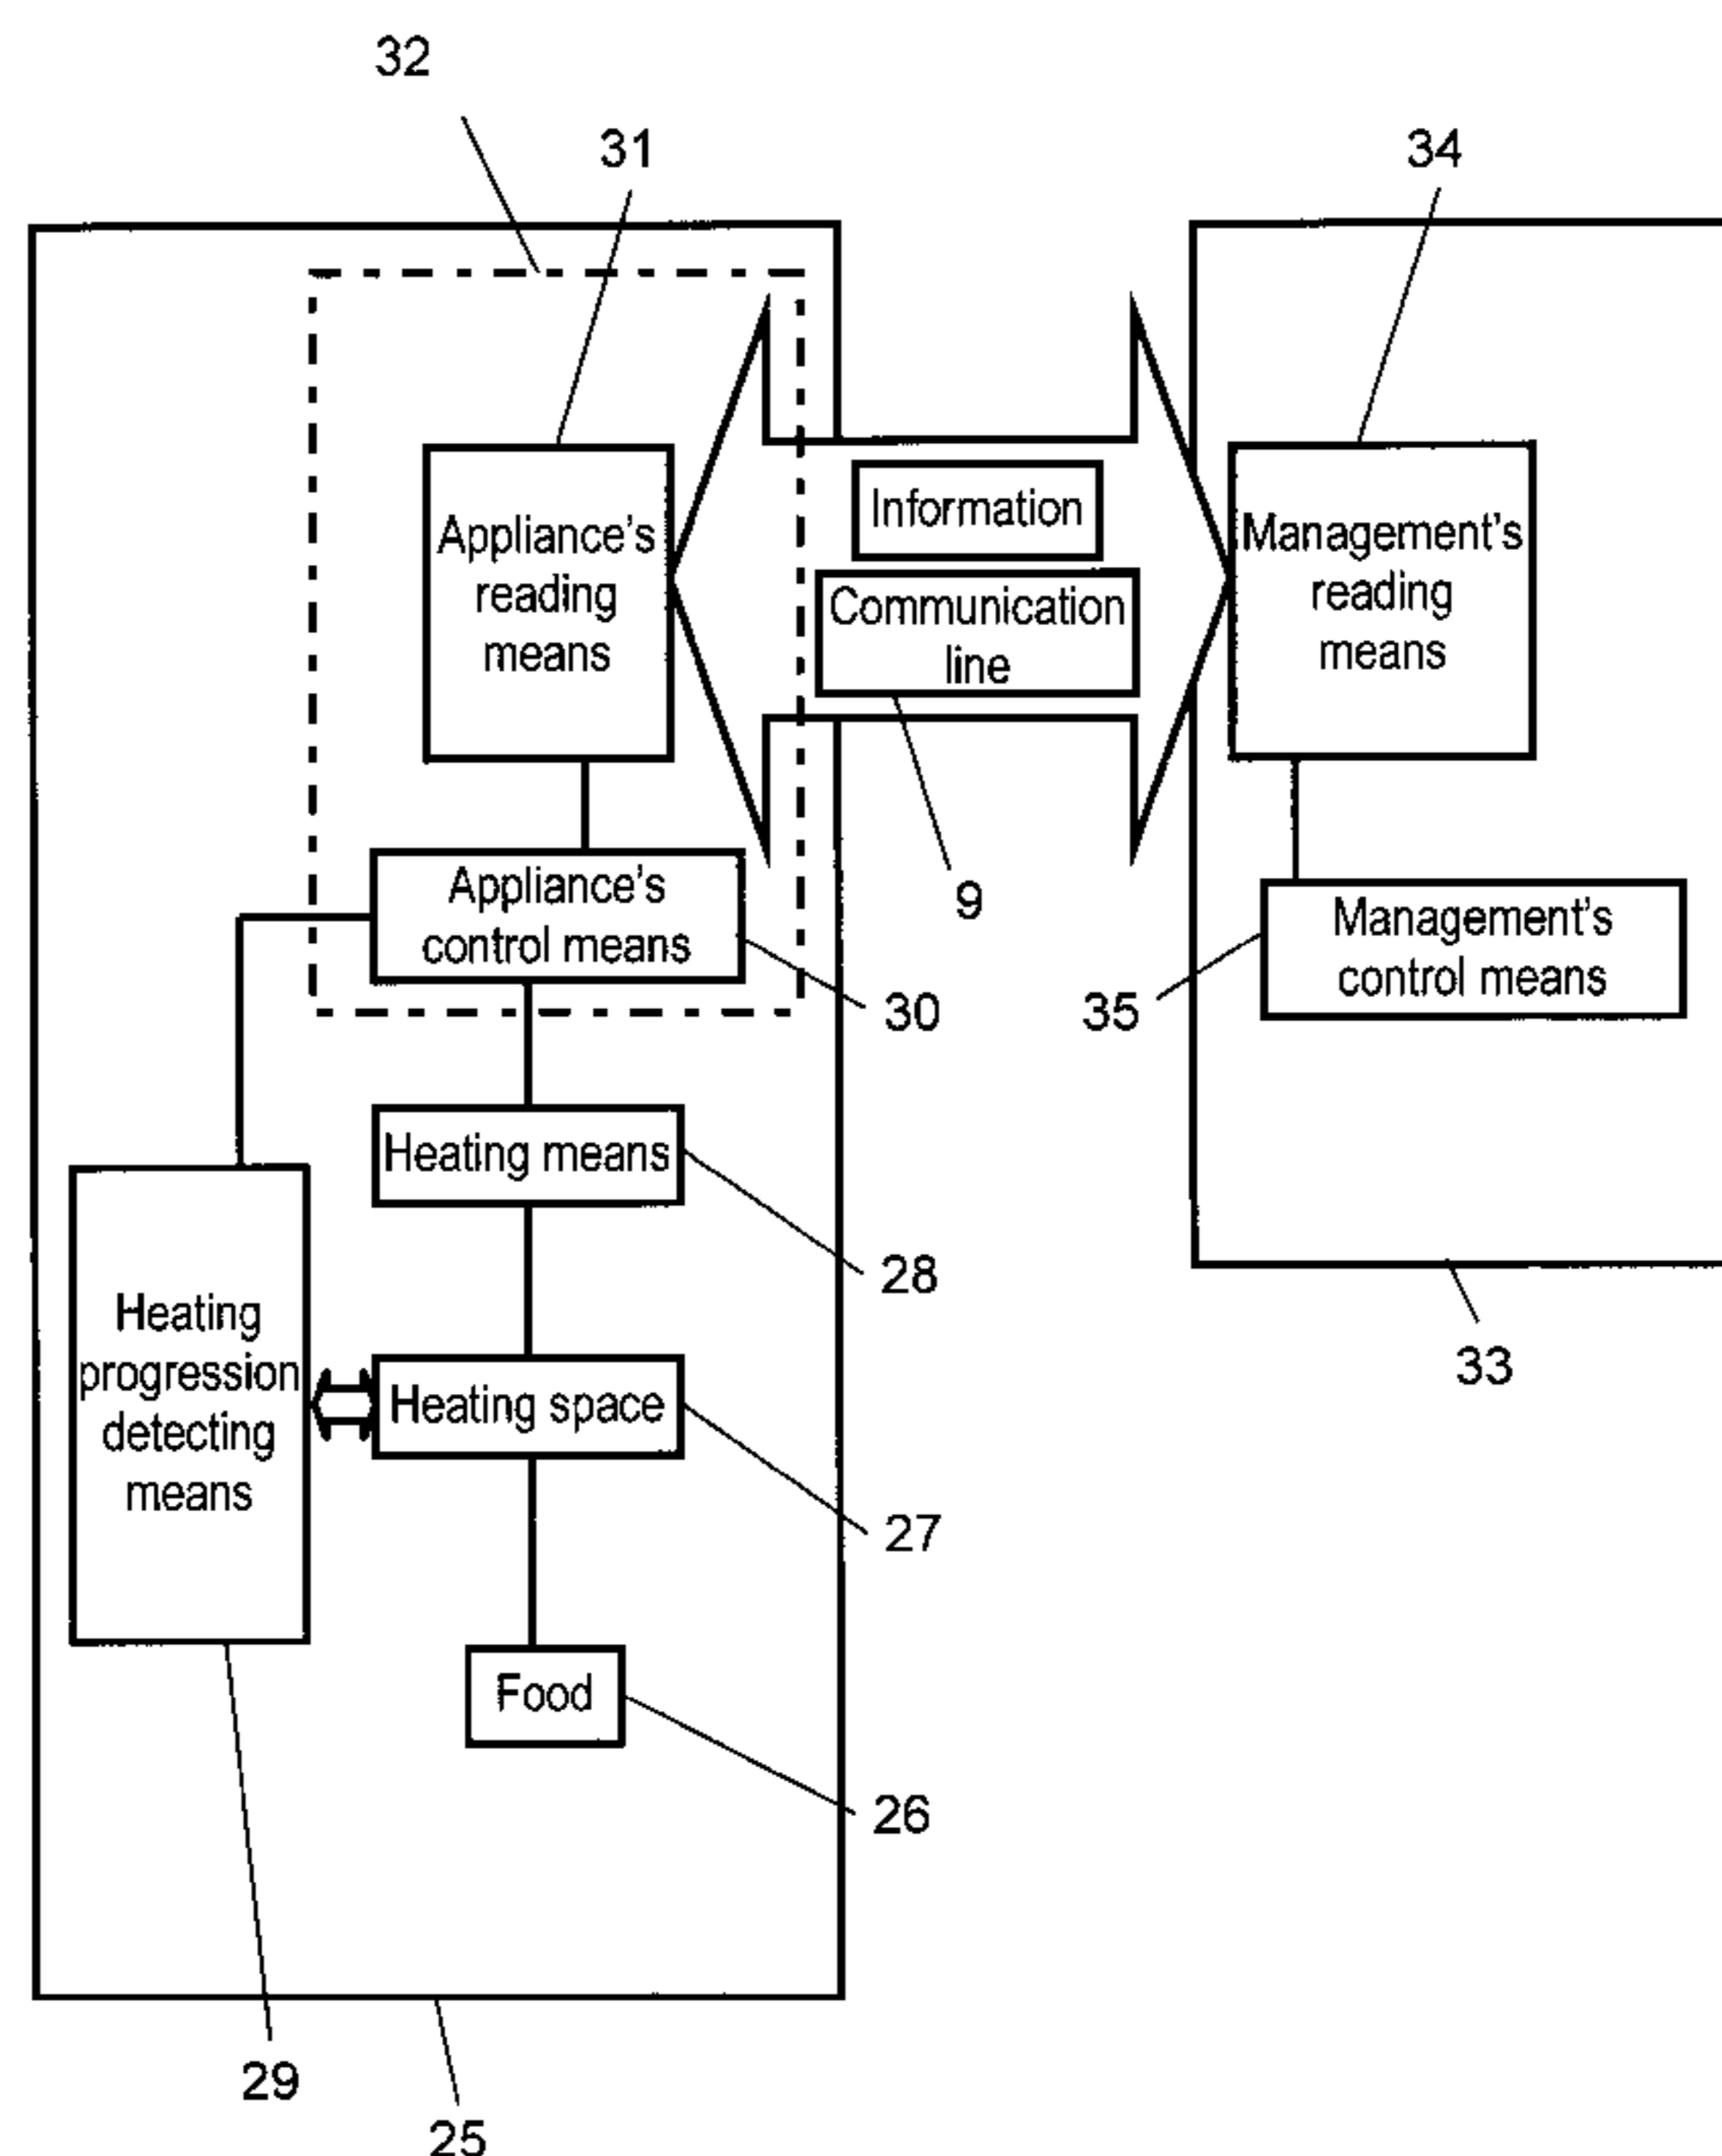 32
31
34
Information
Appliance's
reading
means
Management's
reading
means
Communication
line
9
Appliance's
control means
Management's
control means
30
35
Heating means
28
33
Heating
progression
detecting
means
Heating space
27
Food
26
29
25